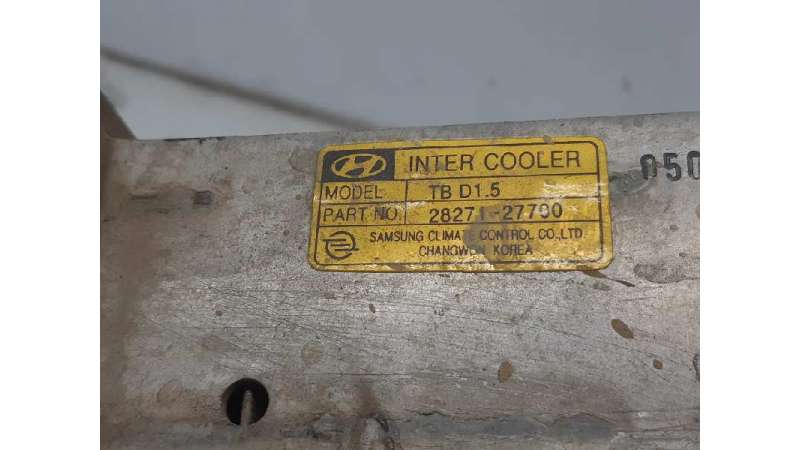 INTER COOLER
050
MODEL TB D1.5
PART NO. 28271-27700
SAMSUNG CLIMATE CONTROL CO., LTD.
CHANGWON KOREA